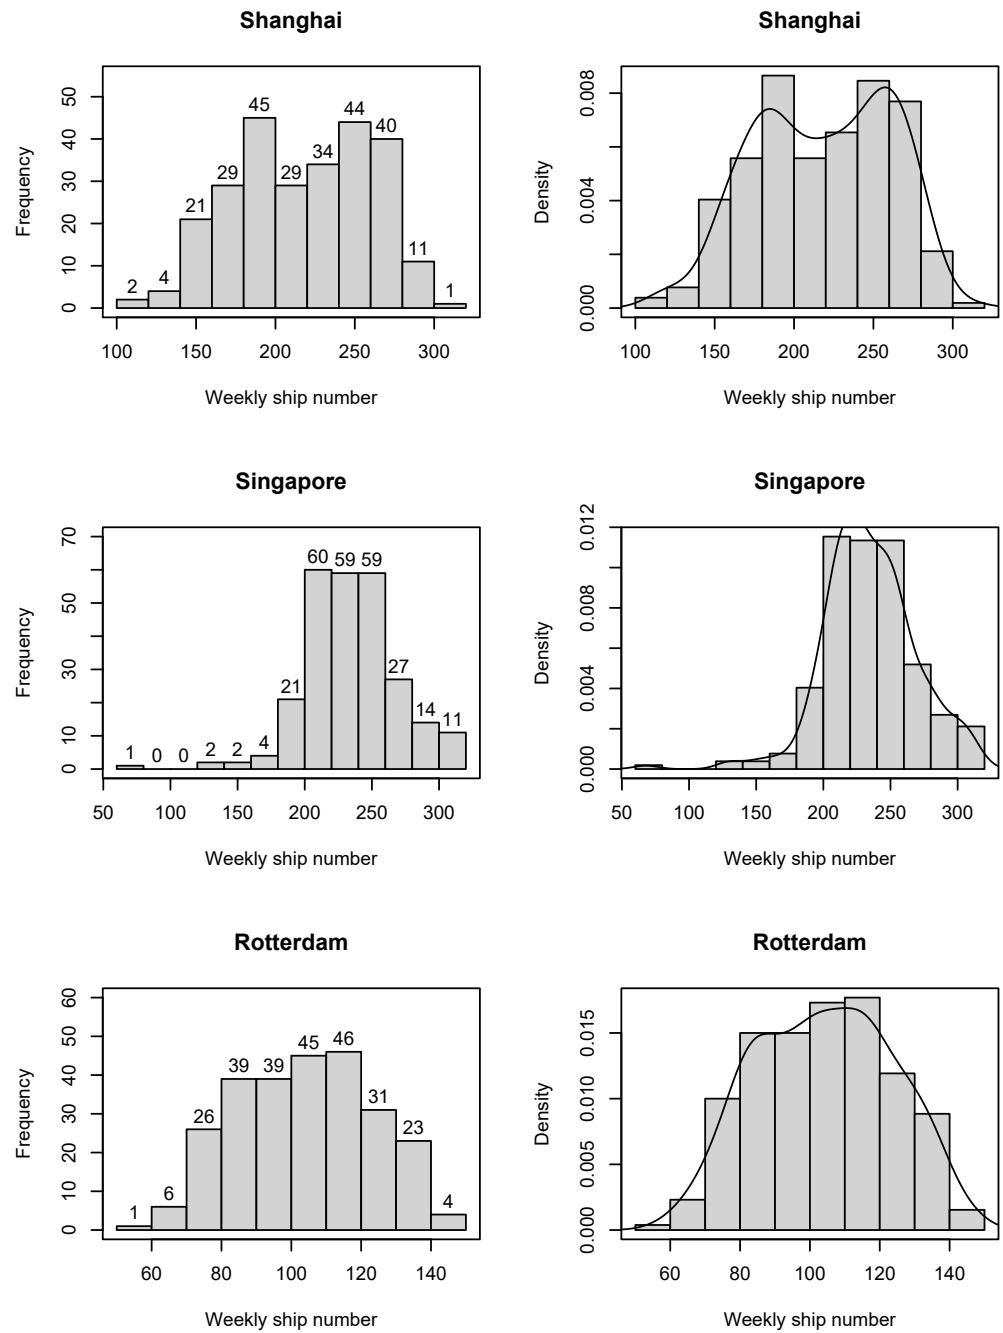 Shanghai
Frequency
0 10 20 30 40 50
2 4 21 29 45 29 34 44 40 11 1
100 150 200 250 300
Weekly ship number
Shanghai
Density
0.000 0.004 0.008
100 150 200 250 300
Weekly ship number
Singapore
Frequency
0 10 30 50 70
1 0 0 2 2 4 21 60 59 59 27 14 11
50 100 150 200 250 300
Weekly ship number
Singapore
Density
0.000 0.004 0.008 0.012
50 100 150 200 250 300
Weekly ship number
Rotterdam
Frequency
0 10 20 30 40 50 60
1 6 26 39 39 45 46 31 23 4
60 80 100 120 140
Weekly ship number
Rotterdam
Density
0.000 0.005 0.010 0.015
60 80 100 120 140
Weekly ship number